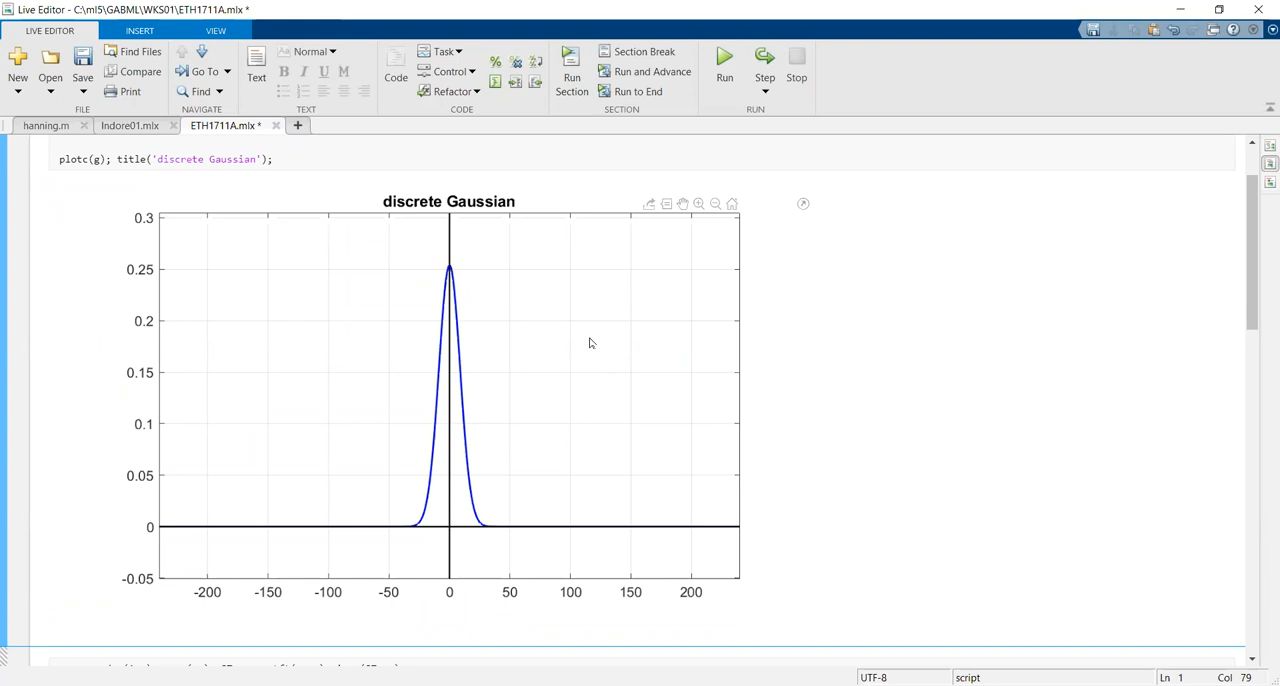 Live Editor - C:\ml5\GABML\WKS01\ETH1711A.mlx *
LIVE EDITOR INSERT VIEW
New Open Save Find Files Compare Print
FILE
Go To Find
NAVIGATE
Text Aa Normal B I U M
TEXT
Code Task Control Refactor
CODE
Run Section Section Break Run and Advance Run to End
SECTION
Run Step Stop
RUN
hanning.m Indore01.mlx ETH1711A.mlx *
plotc(g); title('discrete Gaussian');
discrete Gaussian
0.3
0.25
0.2
0.15
0.1
0.05
0
-0.05
-200 -150 -100 -50 0 50 100 150 200
UTF-8 script Ln 1 Col 79